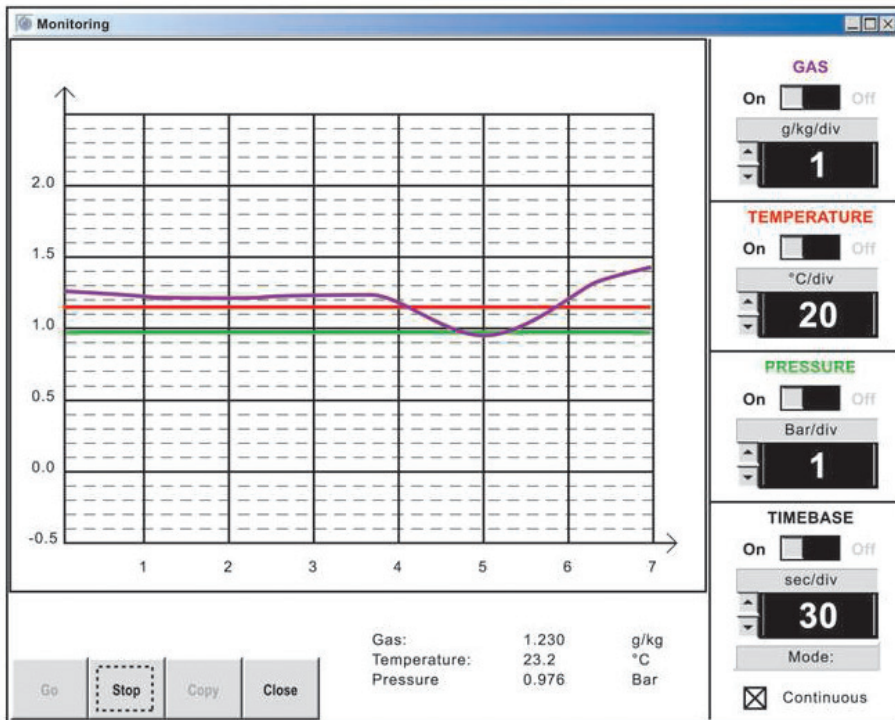 Monitoring
2.0
1.5
1.0
0.5
0.0
-0.5
1 2 3 4 5 6 7
GAS
On Off
g/kg/div
1
TEMPERATURE
On Off
°C/div
20
PRESSURE
On Off
Bar/div
1
TIMEBASE
On Off
sec/div
30
Mode:
Continuous
Gas: 1.230 g/kg
Temperature: 23.2 °C
Pressure 0.976 Bar
Go Stop Copy Close